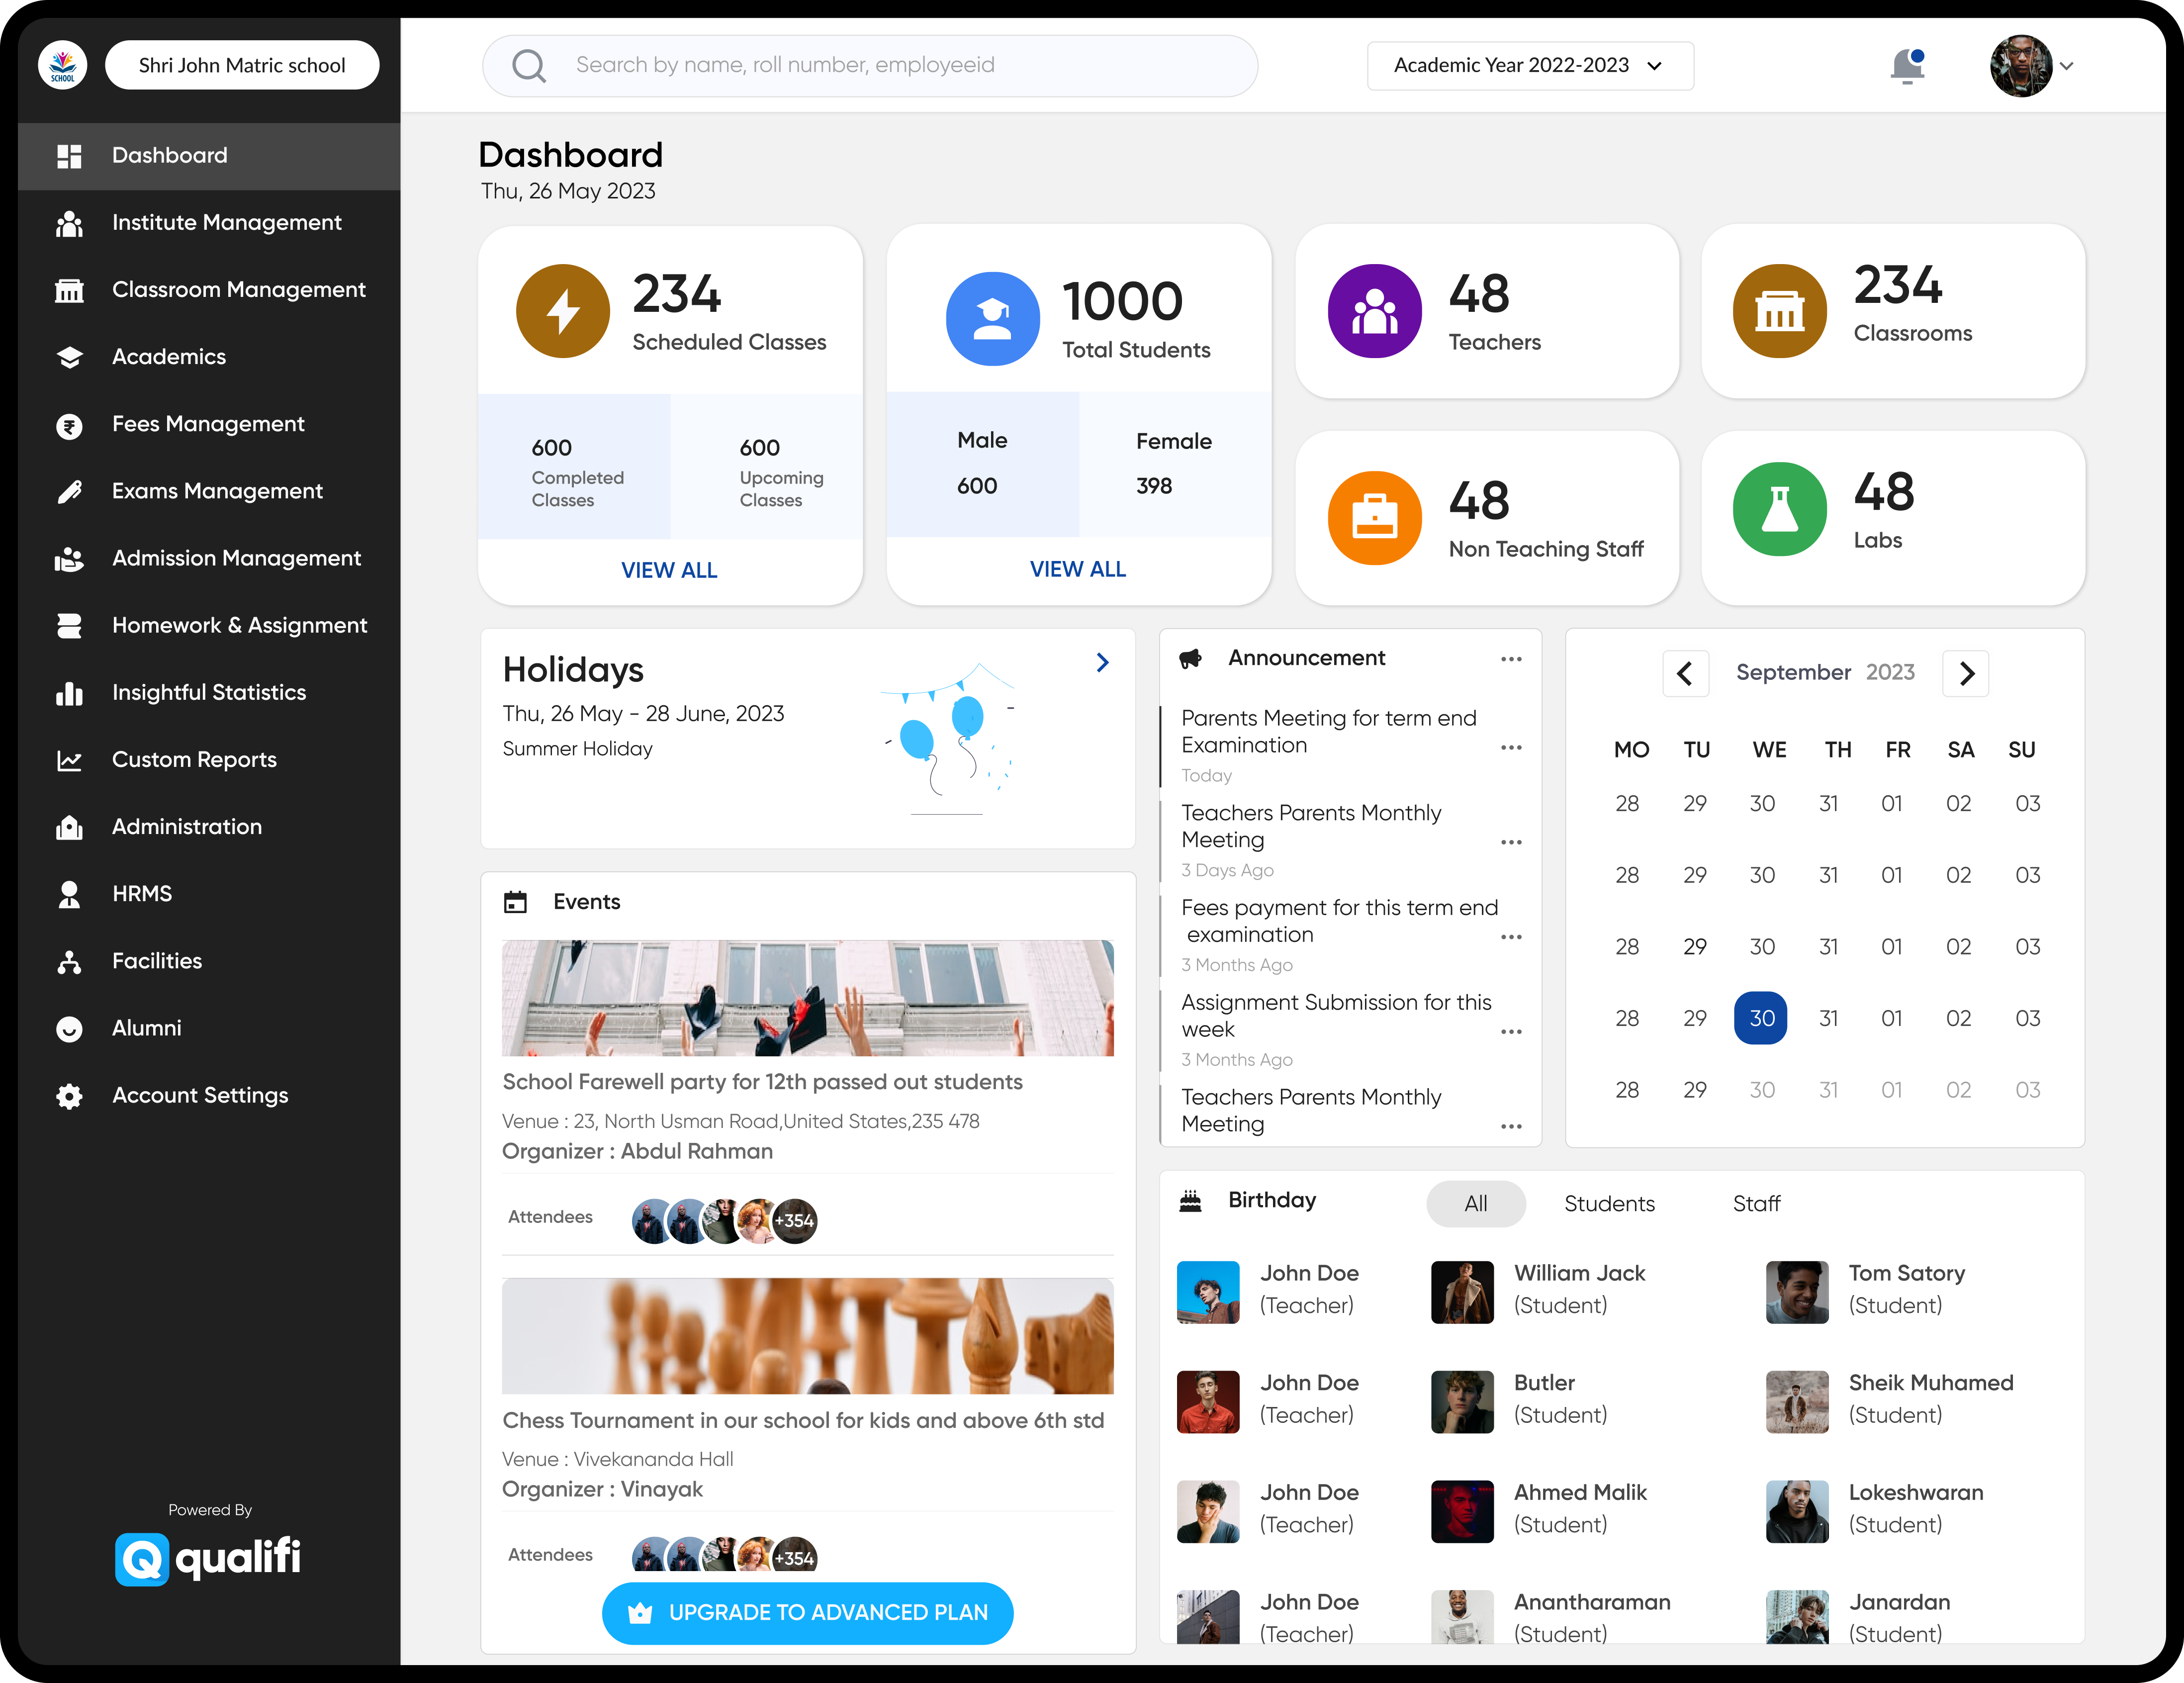 SCHOOL
Shri John Matric school
Search by name, roll number, employeeid
Academic Year 2022-2023
Dashboard
Institute Management
Classroom Management
Academics
Fees Management
Exams Management
Admission Management
Homework & Assignment
Insightful Statistics
Custom Reports
Administration
HRMS
Facilities
Alumni
Account Settings
Powered By
qualifi
Dashboard
Thu, 26 May 2023
234
Scheduled Classes
600
Completed
Classes
600
Upcoming
Classes
VIEW ALL
1000
Total Students
Male
600
Female
398
VIEW ALL
48
Teachers
234
Classrooms
48
Non Teaching Staff
48
Labs
Holidays
Thu, 26 May - 28 June, 2023
Summer Holiday
Events
School Farewell party for 12th passed out students
Venue : 23, North Usman Road,United States,235 478
Organizer : Abdul Rahman
Attendees
+354
Chess Tournament in our school for kids and above 6th std
Venue : Vivekananda Hall
Organizer : Vinayak
Attendees
+354
UPGRADE TO ADVANCED PLAN
Announcement
Parents Meeting for term end
Examination
Today
Teachers Parents Monthly
Meeting
3 Days Ago
Fees payment for this term end
examination
3 Months Ago
Assignment Submission for this
week
3 Months Ago
Teachers Parents Monthly
Meeting
September 2023
MO TU WE TH FR SA SU
28 29 30 31 01 02 03
28 29 30 31 01 02 03
28 29 30 31 01 02 03
28 29 30 31 01 02 03
28 29 30 31 01 02 03
Birthday
All Students Staff
John Doe
(Teacher)
William Jack
(Student)
Tom Satory
(Student)
John Doe
(Teacher)
Butler
(Student)
Sheik Muhamed
(Student)
John Doe
(Teacher)
Ahmed Malik
(Student)
Lokeshwaran
(Student)
John Doe
(Teacher)
Anantharaman
(Student)
Janardan
(Student)